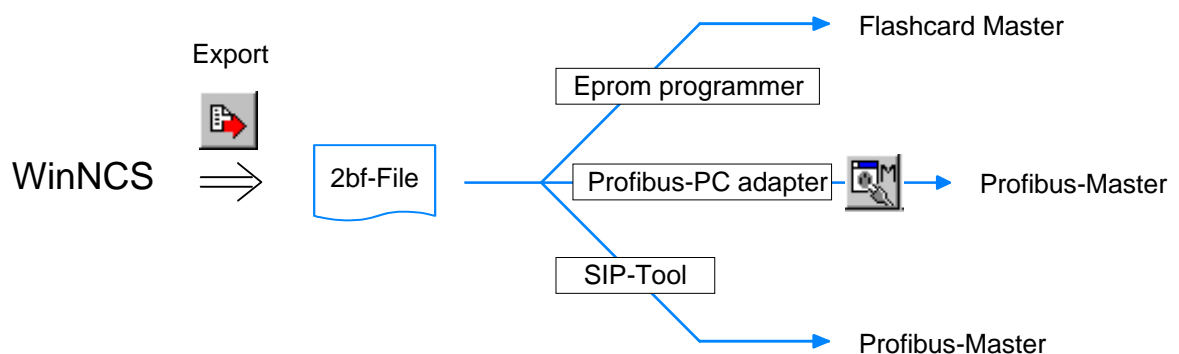 Flashcard Master
Export
Eprom programmer
WinNCS
2bf-File
Profibus-PC adapter
M
Profibus-Master
SIP-Tool
Profibus-Master